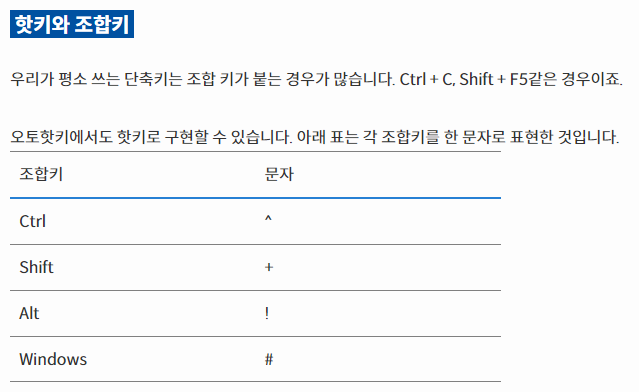 핫키와 조합키
우리가 평소 쓰는 단축키는 조합 키가 붙는 경우가 많습니다. Ctrl + C, Shift + F5같은 경우이죠.
오토핫키에서도 핫키로 구현할 수 있습니다. 아래 표는 각 조합키를 한 문자로 표현한 것입니다.
조합키 문자
Ctrl ^
Shift +
Alt !
Windows #